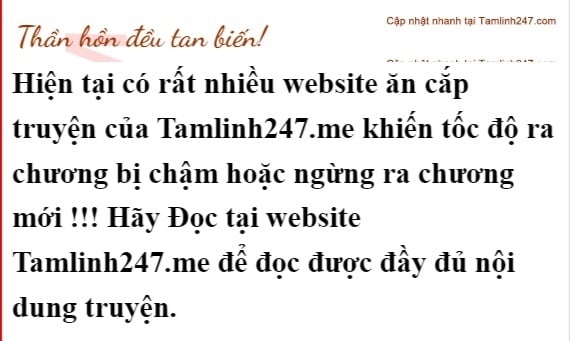 Thần hồn đều tan biến!
Cập nhật nhanh tại Tamlinh247.com
Hiện tại có rất nhiều website ăn cắp
truyện của Tamlinh247.me khiến tốc độ ra
chương bị chậm hoặc ngừng ra chương
mới !!! Hãy Đọc tại website
Tamlinh247.me để đọc được đầy đủ nội
dung truyện.